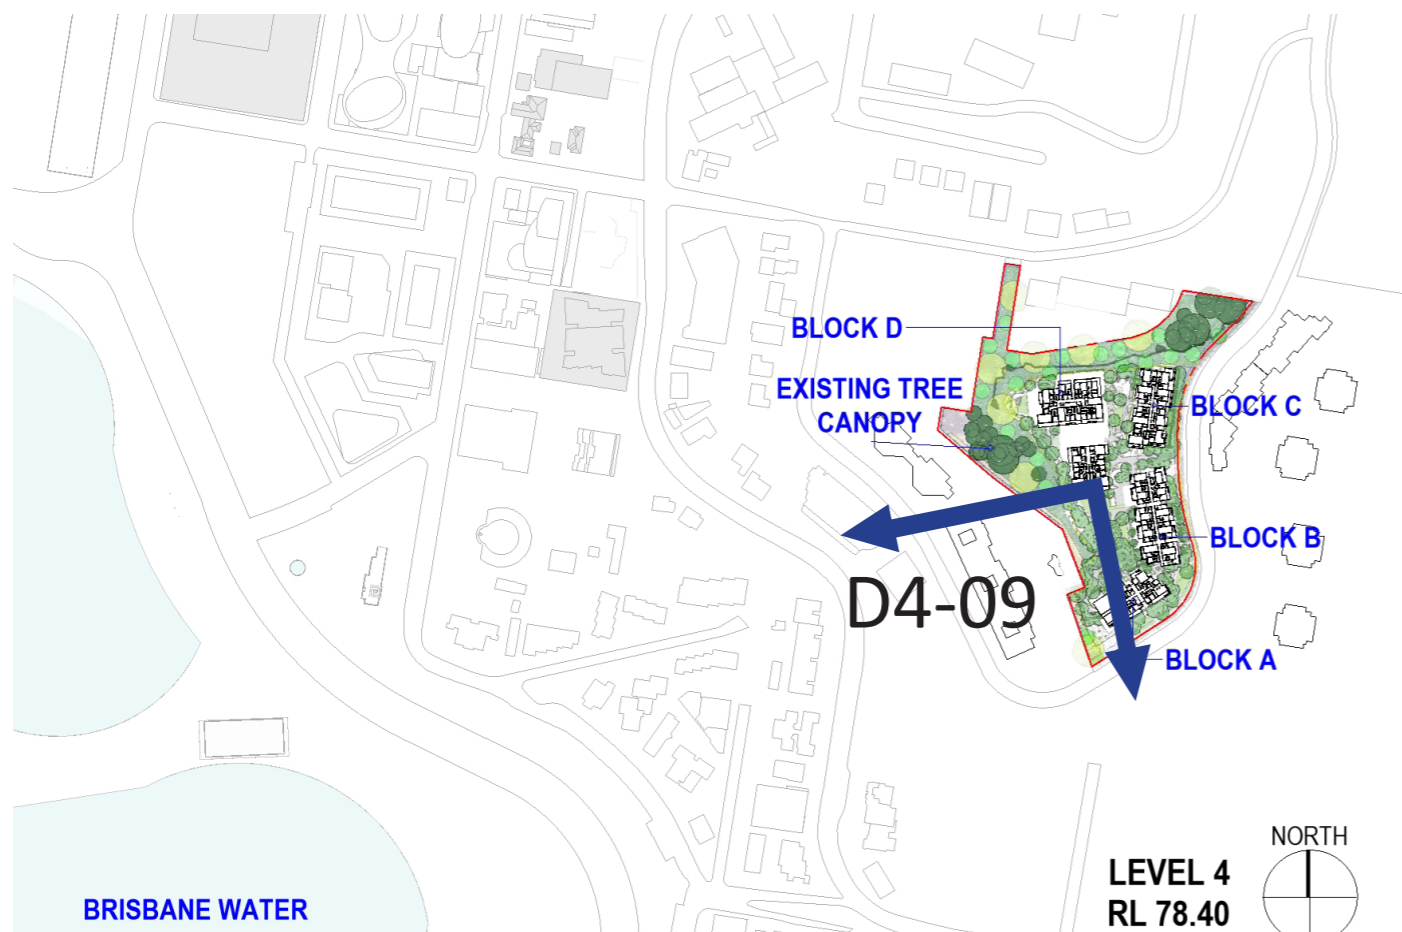 BLOCK D
EXISTING TREE
CANOPY
BLOCK C
BLOCK B
D4-09
BLOCK A
NORTH
LEVEL 4
RL 78.40
BRISBANE WATER